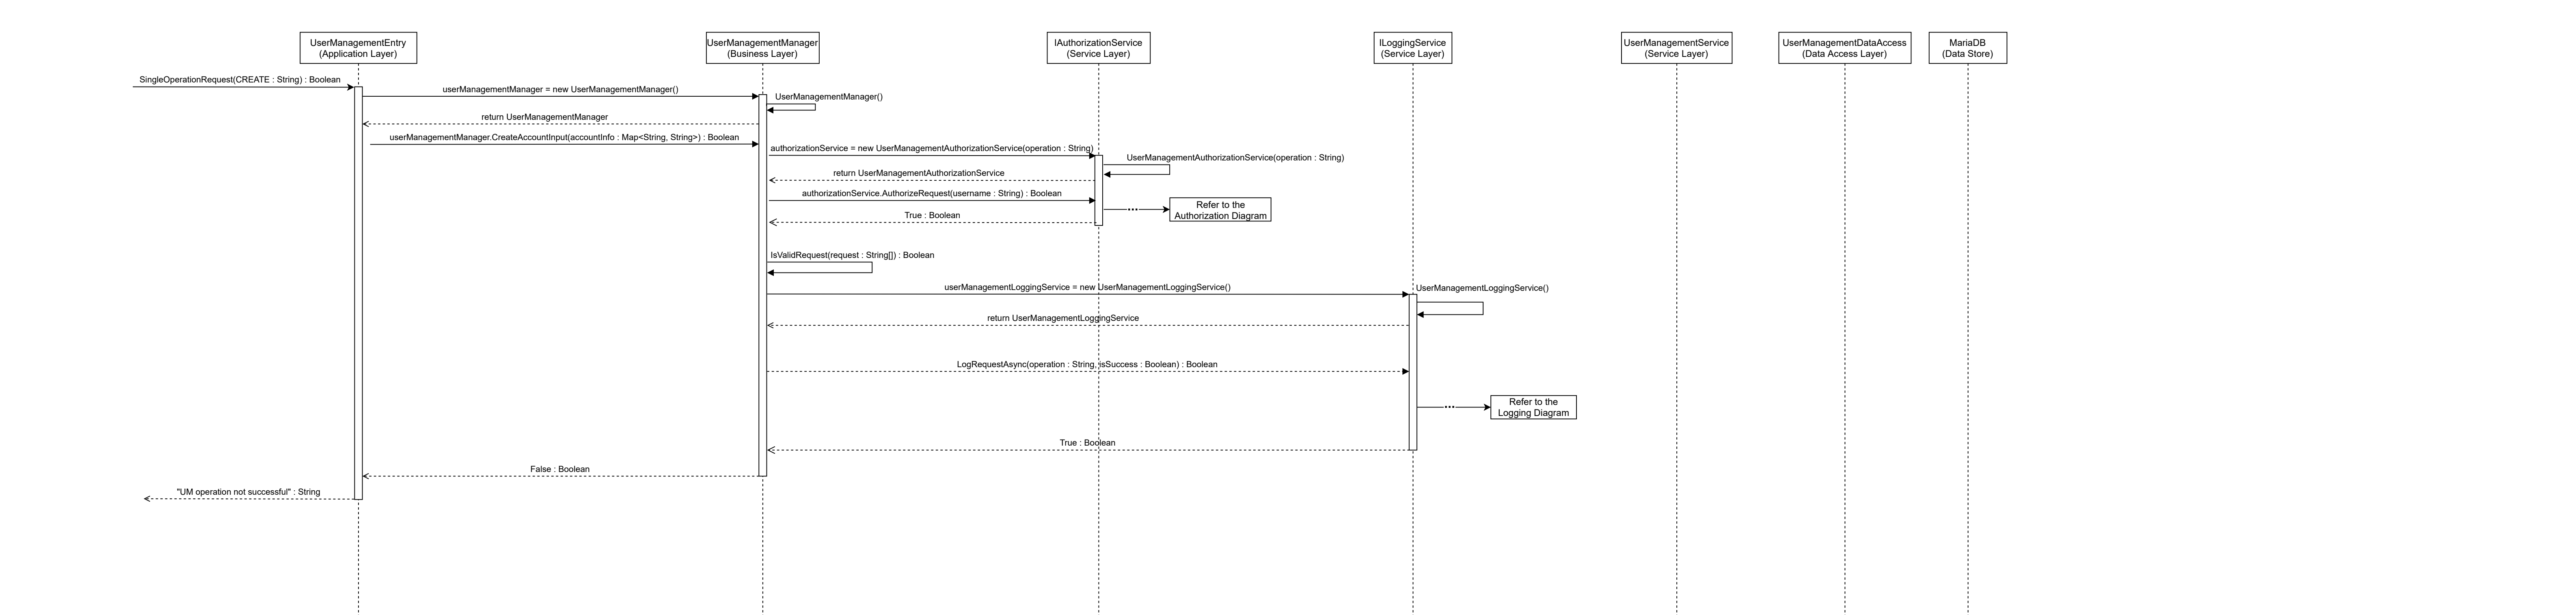 UserManagementEntry
(Application Layer)
UserManagementManager
(Business Layer)
IAuthorizationService
(Service Layer)
ILoggingService
(Service Layer)
UserManagementService
(Service Layer)
UserManagementDataAccess
(Data Access Layer)
MariaDB
(Data Store)
SingleOperationRequest(CREATE : String) : Boolean
userManagementManager = new UserManagementManager()
UserManagementManager()
return UserManagementManager
userManagementManager.CreateAccountInput(accountInfo : Map<String, String>) : Boolean
authorizationService = new UserManagementAuthorizationService(operation : String)
UserManagementAuthorizationService(operation : String)
return UserManagementAuthorizationService
authorizationService.AuthorizeRequest(username : String) : Boolean
Refer to the
Authorization Diagram
True : Boolean
IsValidRequest(request : String[]) : Boolean
userManagementLoggingService = new UserManagementLoggingService()
UserManagementLoggingService()
return UserManagementLoggingService
LogRequestAsync(operation : String, isSuccess : Boolean) : Boolean
Refer to the
Logging Diagram
True : Boolean
False : Boolean
"UM operation not successful" : String